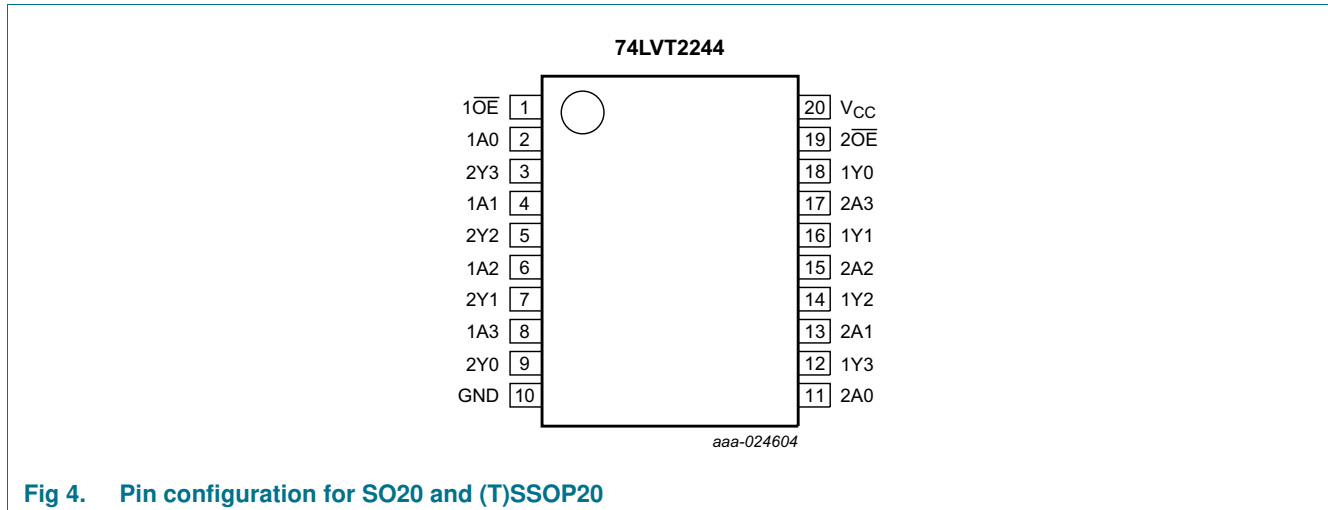 74LVT2244
1O̅E̅ 1 20 VCC
1A0 2 19 2O̅E̅
2Y3 3 18 1Y0
1A1 4 17 2A3
2Y2 5 16 1Y1
1A2 6 15 2A2
2Y1 7 14 1Y2
1A3 8 13 2A1
2Y0 9 12 1Y3
GND 10 11 2A0
aaa-024604
Fig 4. Pin configuration for SO20 and (T)SSOP20